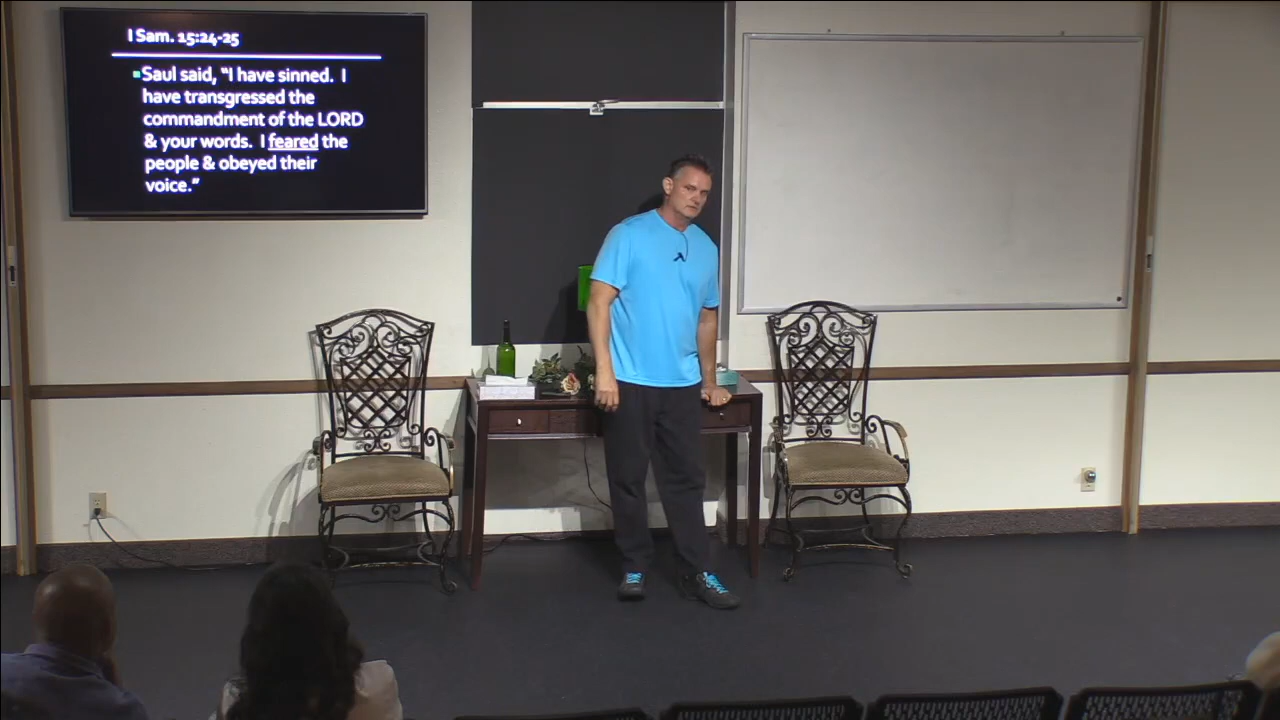 I Sam. 15:24-25
Saul said, “I have sinned.  I
have transgressed the
commandment of the LORD
& your words.  I feared the
people & obeyed their
voice.”